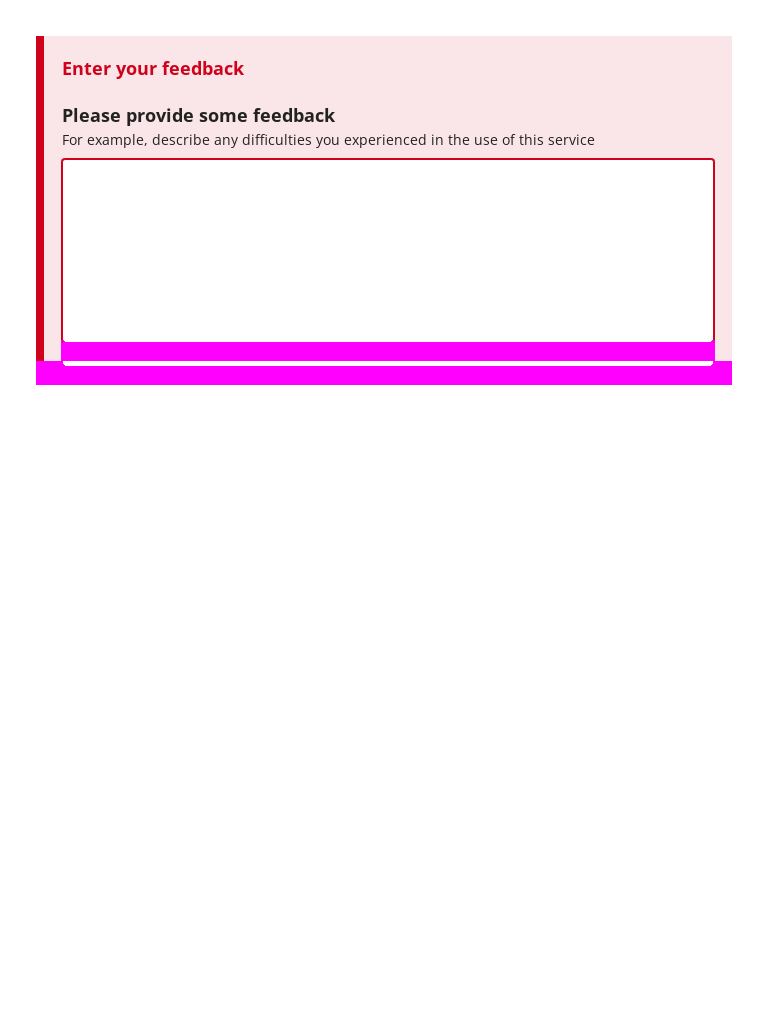 Enter your feedback
Please provide some feedback
For example, describe any difficulties you experienced in the use of this service